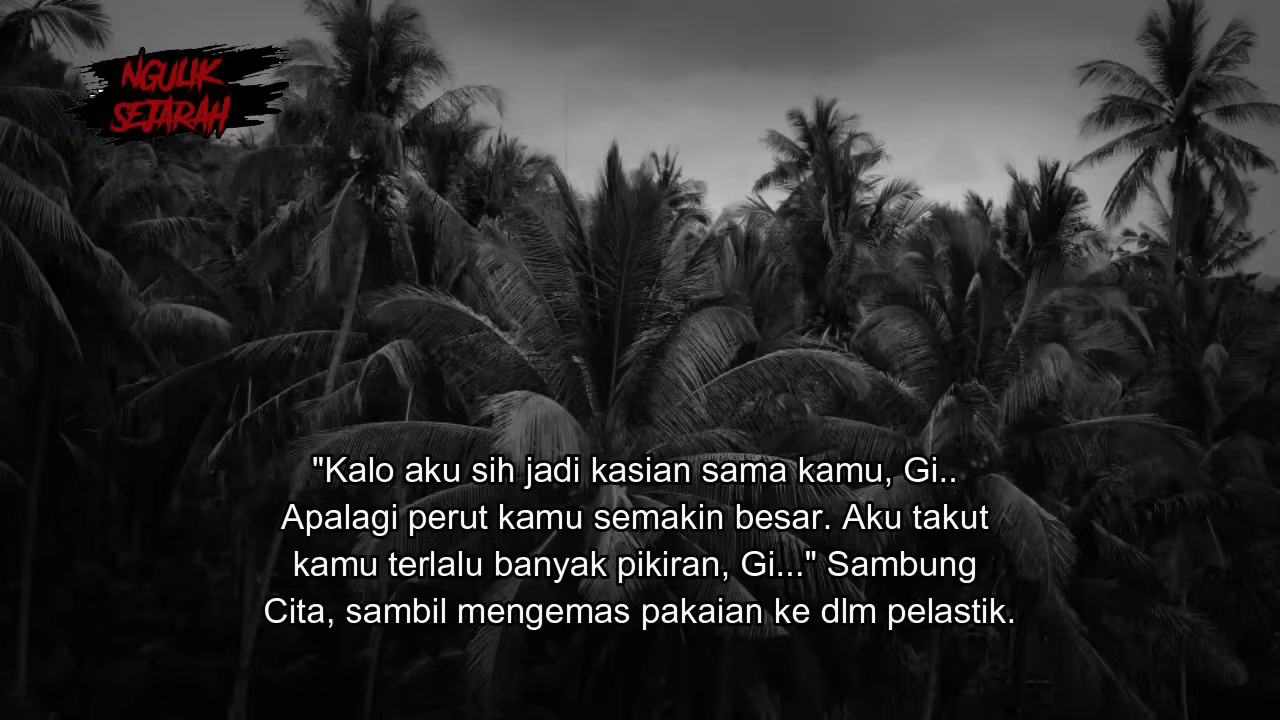 NGULIK
SEJARAH
"Kalo aku sih jadi kasian sama kamu, Gi..
Apalagi perut kamu semakin besar. Aku takut
kamu terlalu banyak pikiran, Gi..." Sambung
Cita, sambil mengemas pakaian ke dlm pelastik.